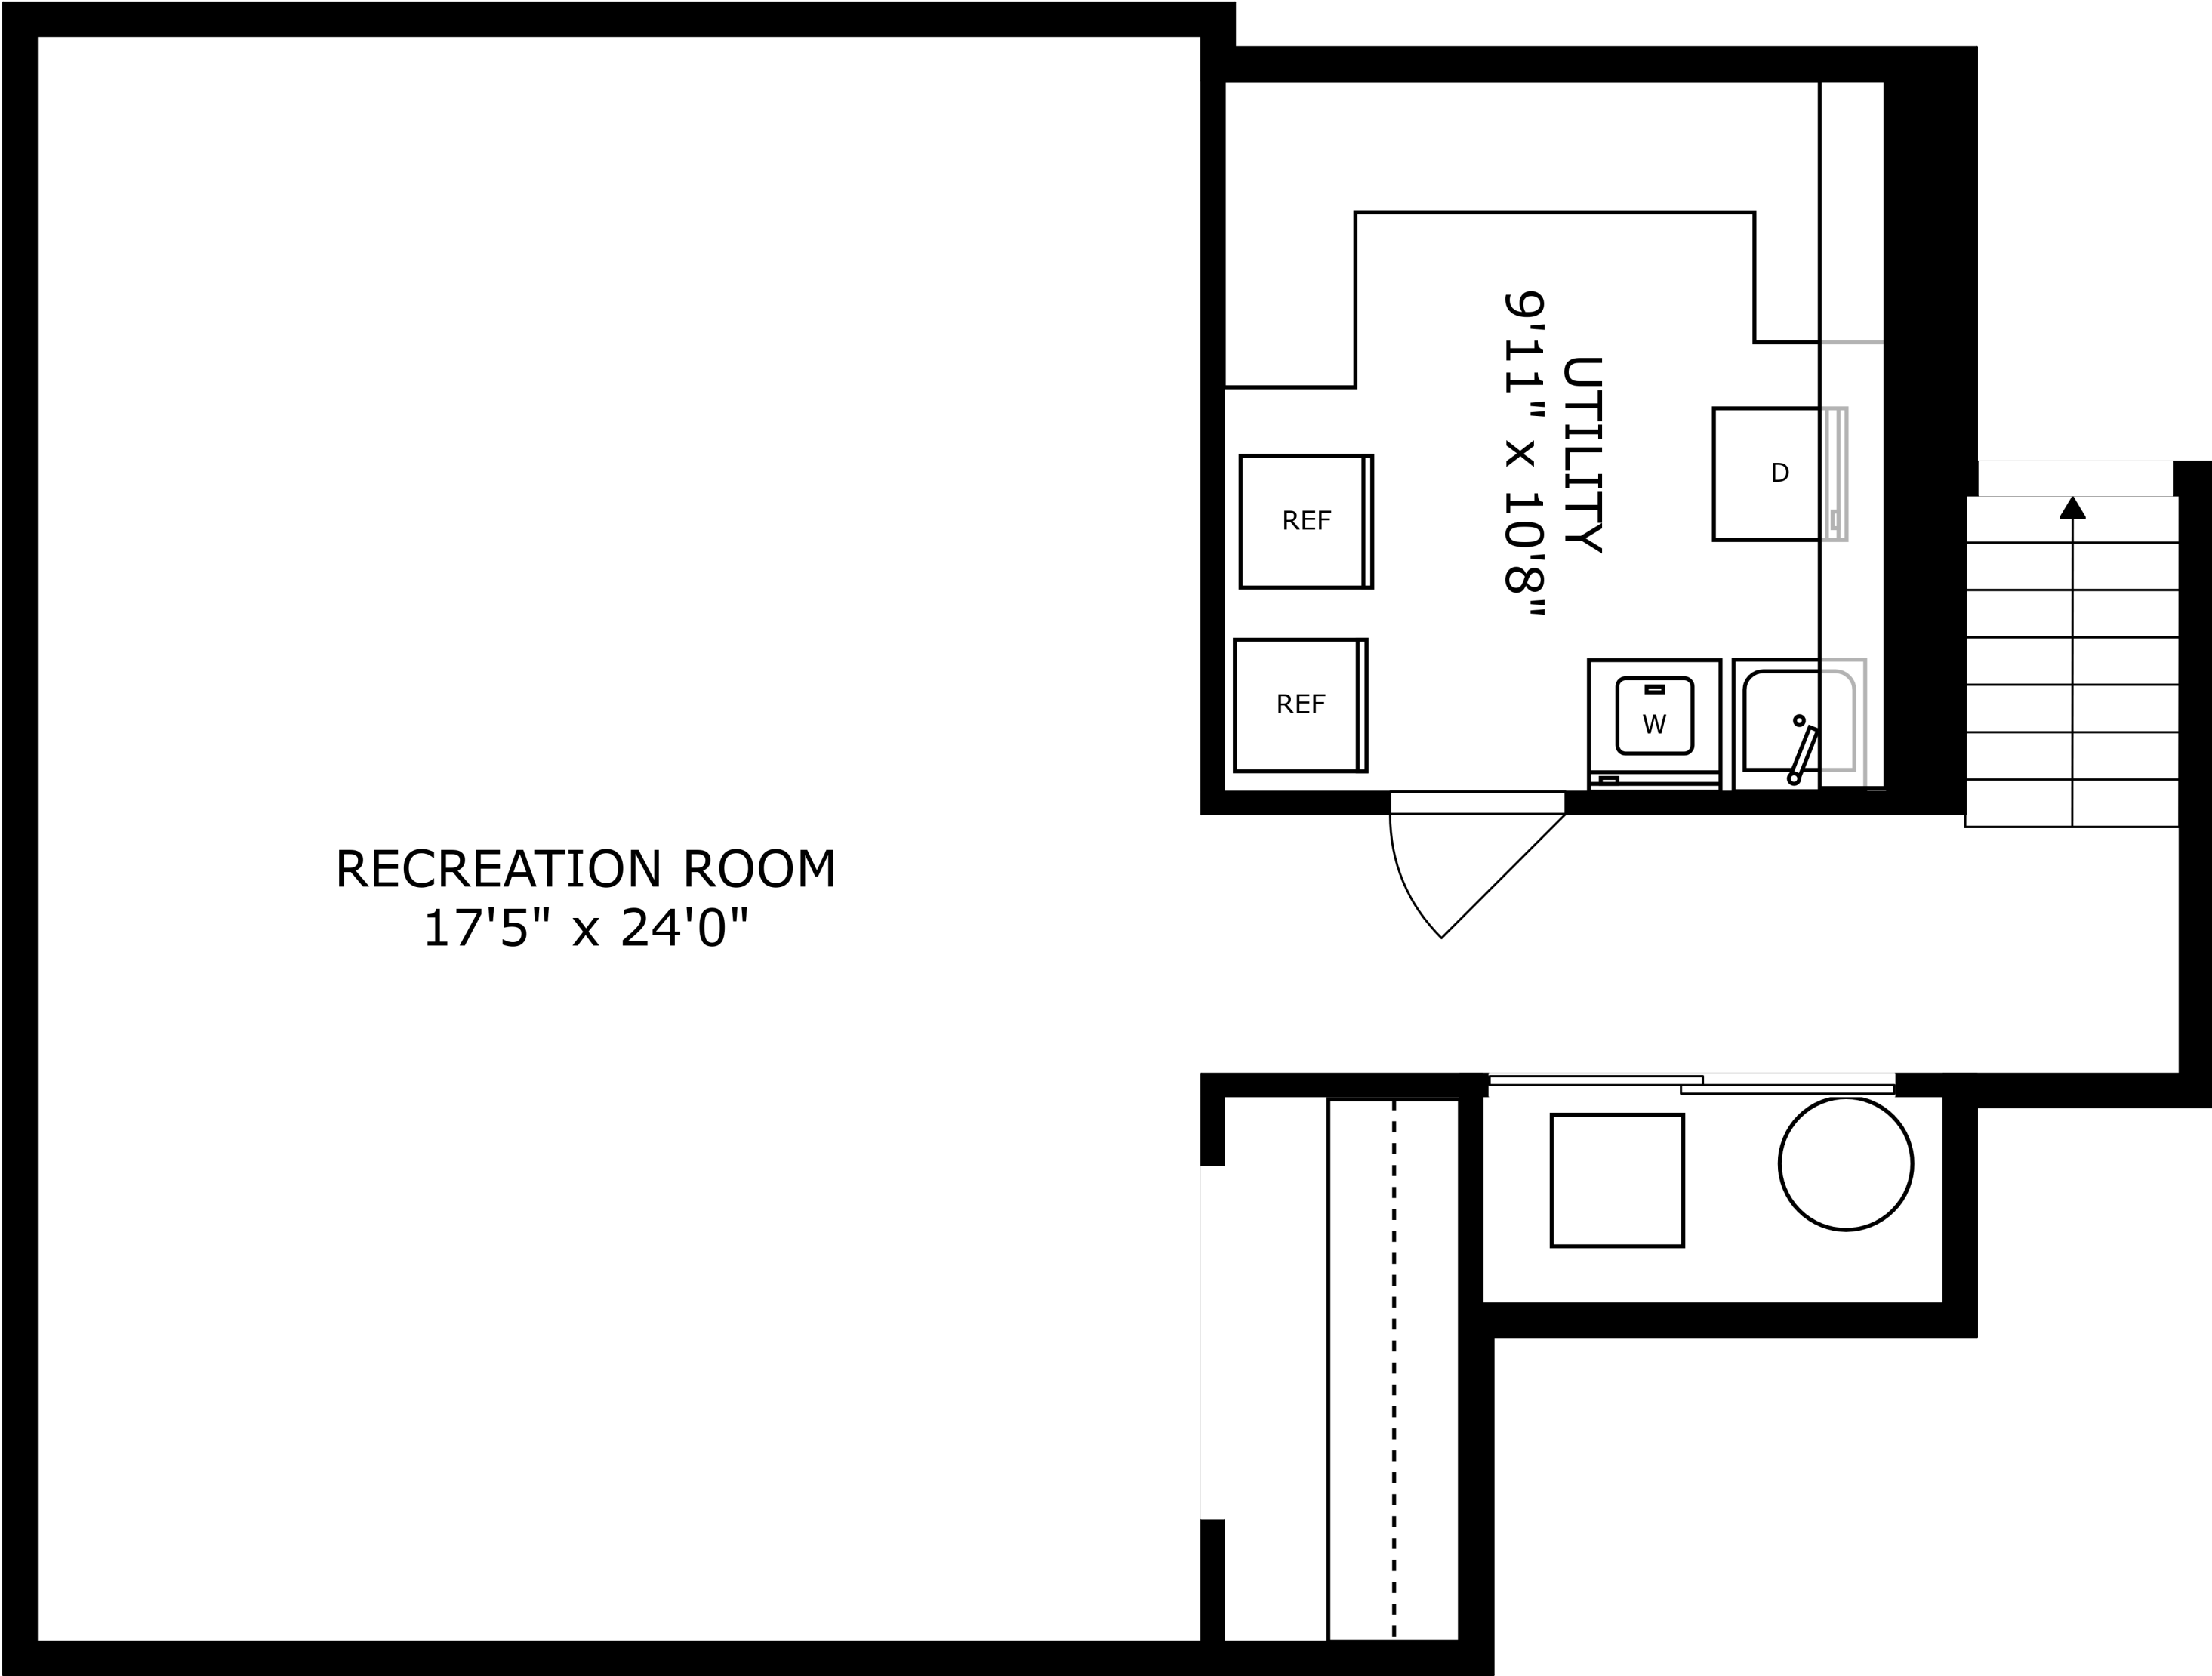 UTILITY
9'11" x 10'8"
D
REF
REF
W
RECREATION ROOM
17'5" x 24'0"